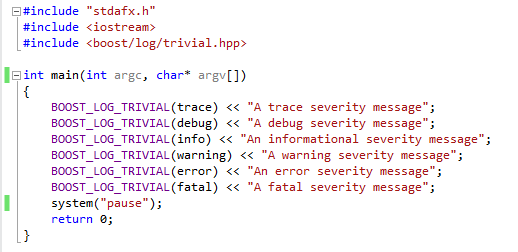 #include "stdafx.h"
#include <iostream>
#include <boost/log/trivial.hpp>
int main(int argc, char* argv[])
{
    BOOST_LOG_TRIVIAL(trace) << "A trace severity message";
    BOOST_LOG_TRIVIAL(debug) << "A debug severity message";
    BOOST_LOG_TRIVIAL(info) << "An informational severity message";
    BOOST_LOG_TRIVIAL(warning) << "A warning severity message";
    BOOST_LOG_TRIVIAL(error) << "An error severity message";
    BOOST_LOG_TRIVIAL(fatal) << "A fatal severity message";
    system("pause");
    return 0;
}